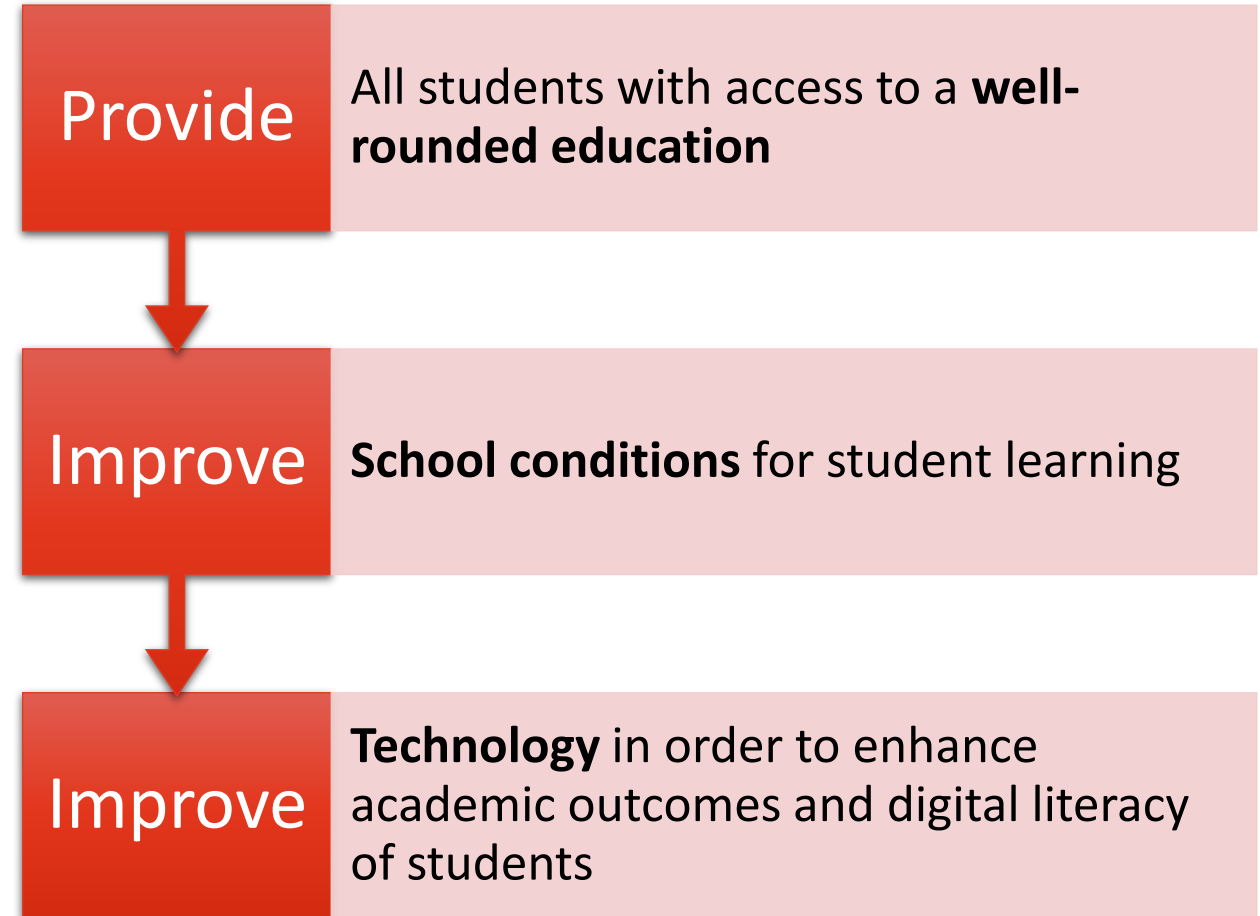 Provide
All students with access to a well-
rounded education
Improve
School conditions for student learning
Improve
Technology in order to enhance
academic outcomes and digital literacy
of students